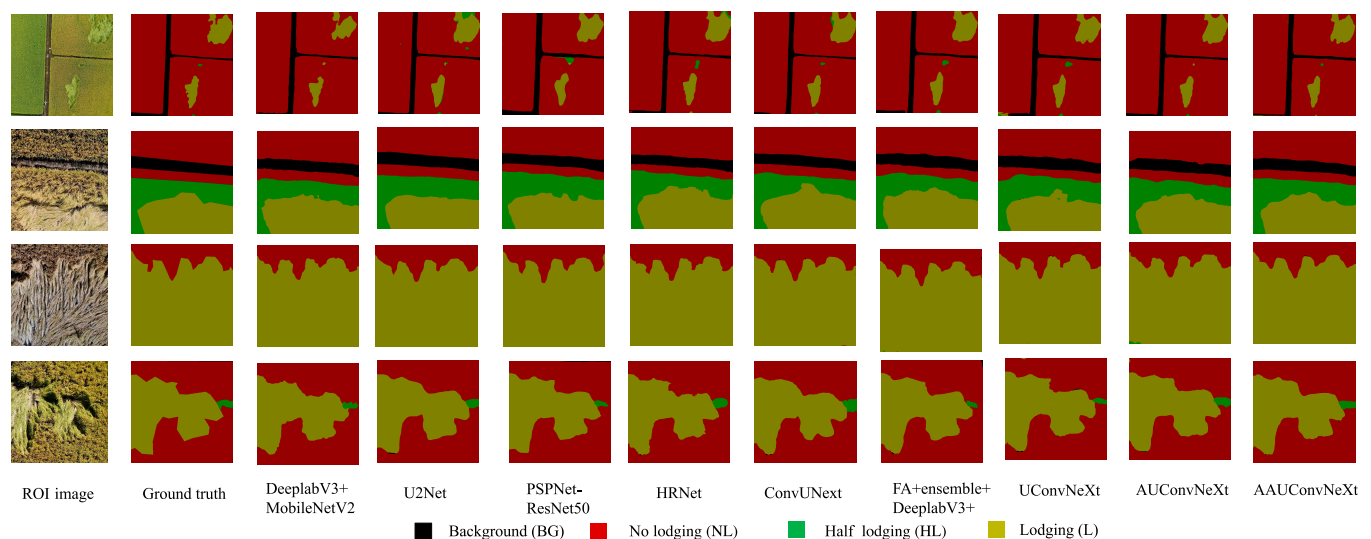 ROI image
Ground truth
DeeplabV3+
MobileNetV2
U2Net
PSPNet-
ResNet50
HRNet
ConvUNext
FA+ensemble+
DeeplabV3+
UConvNeXt
AUConvNeXt
AAUConvNeXt
Background (BG)
No lodging (NL)
Half lodging (HL)
Lodging (L)